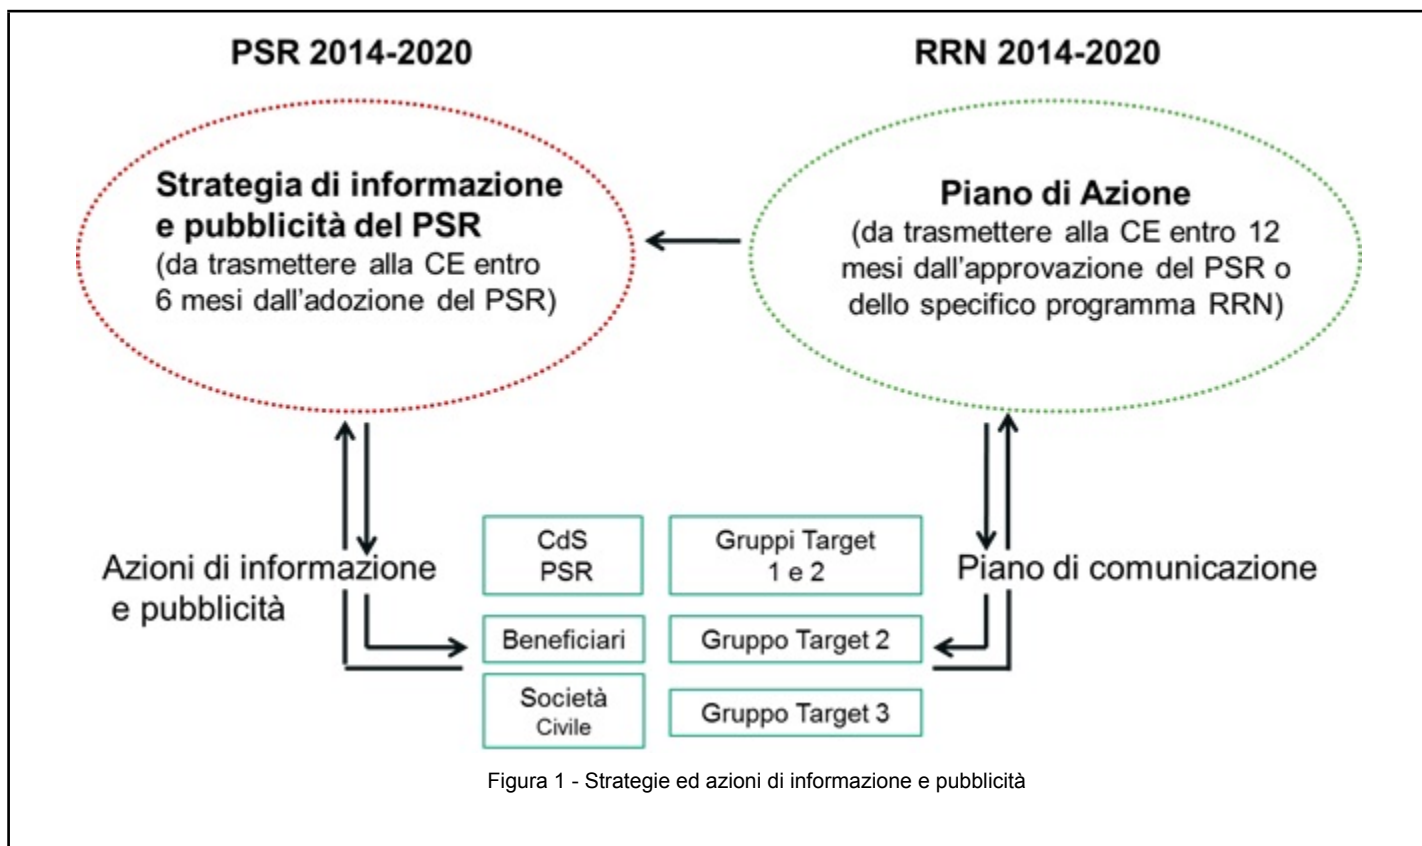 PSR 2014-2020
RRN 2014-2020
Strategia di informazione
e pubblicità del PSR
(da trasmettere alla CE entro
6 mesi dall'adozione del PSR)
Piano di Azione
(da trasmettere alla CE entro 12
mesi dall'approvazione del PSR o
dello specifico programma RRN)
Azioni di informazione
e pubblicità
CdS
PSR
Gruppi Target
1 e 2
Beneficiari
Gruppo Target 2
Società
Civile
Gruppo Target 3
Piano di comunicazione
Figura 1 - Strategie ed azioni di informazione e pubblicità